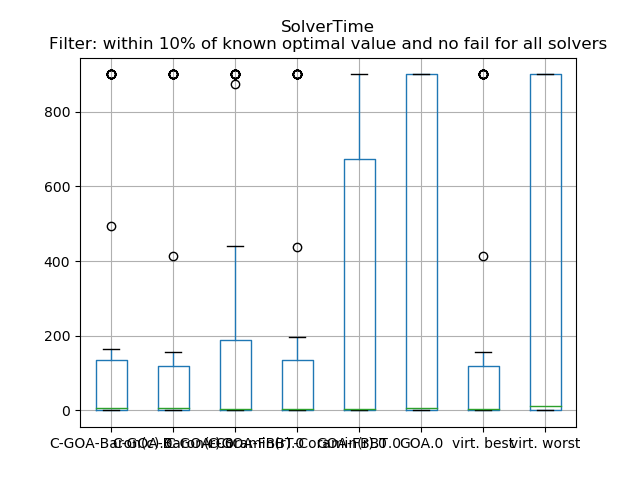 SolverTime
Filter: within 10% of known optimal value and no fail for all solvers
800
600
400
200
0
GOA.0 virt. best virt. worst